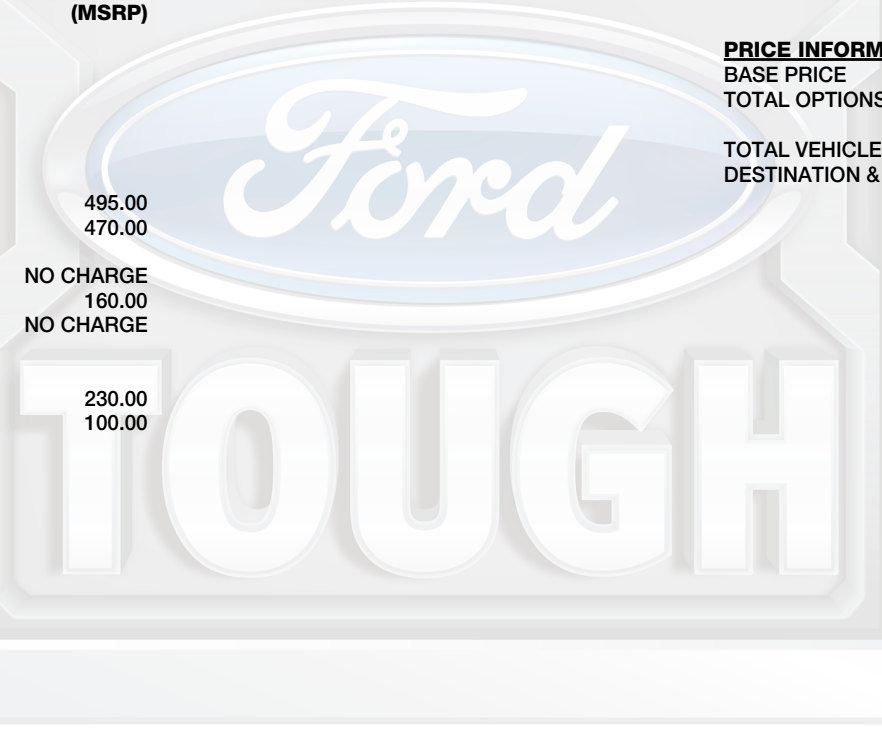 (MSRP)
495.00
470.00
NO CHARGE
160.00
NO CHARGE
230.00
100.00
PRICE INFORM
BASE PRICE
TOTAL OPTIONS
TOTAL VEHICLE
DESTINATION &
Ford
TOUGH